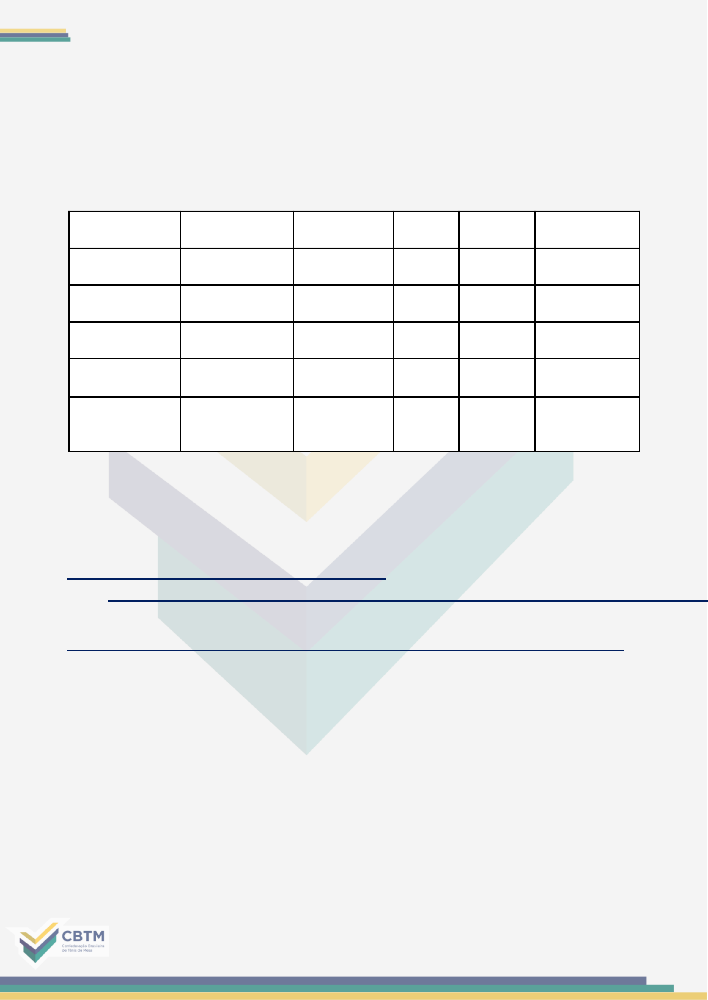 CBTM
Confederação Brasileira
de Tênis de Mesa